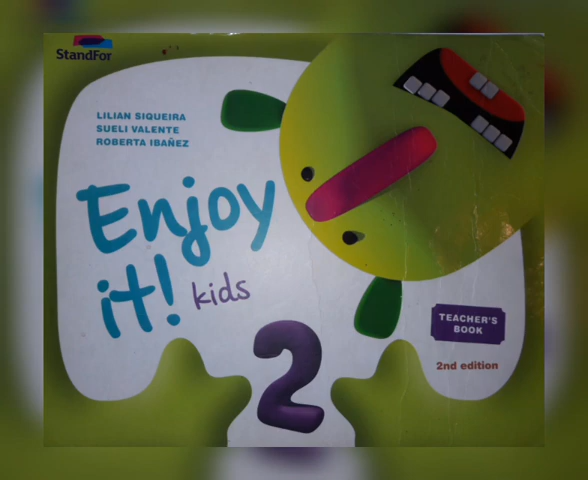 StandFor
LILIAN SIQUEIRA
SUELI VALENTE
ROBERTA IBAÑEZ
Enjoy
it! kids
2
TEACHER'S
BOOK
2nd edition